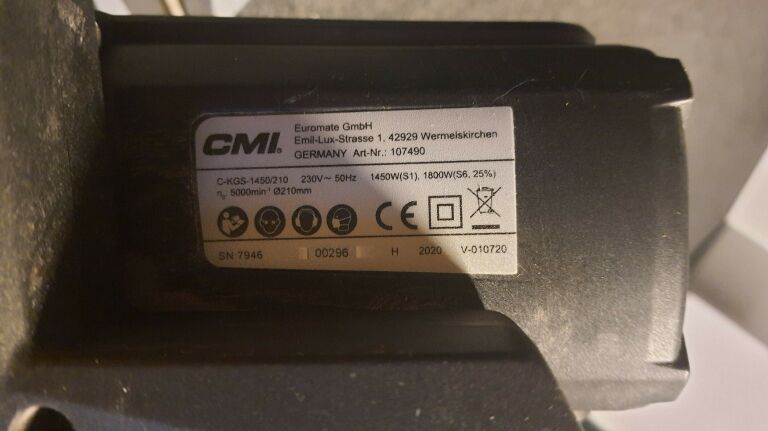 CMI.
Euromate GmbH
Emil-Lux-Strasse 1, 42929 Wermelskirchen
GERMANY Art-Nr.: 107490
C-KGS-1450/210 230V~ 50Hz 1450W(S1), 1800W(S6, 25%)
n₀: 5000min⁻¹ Ø210mm
CE
SN:7946 00296 H 2020 V-010720